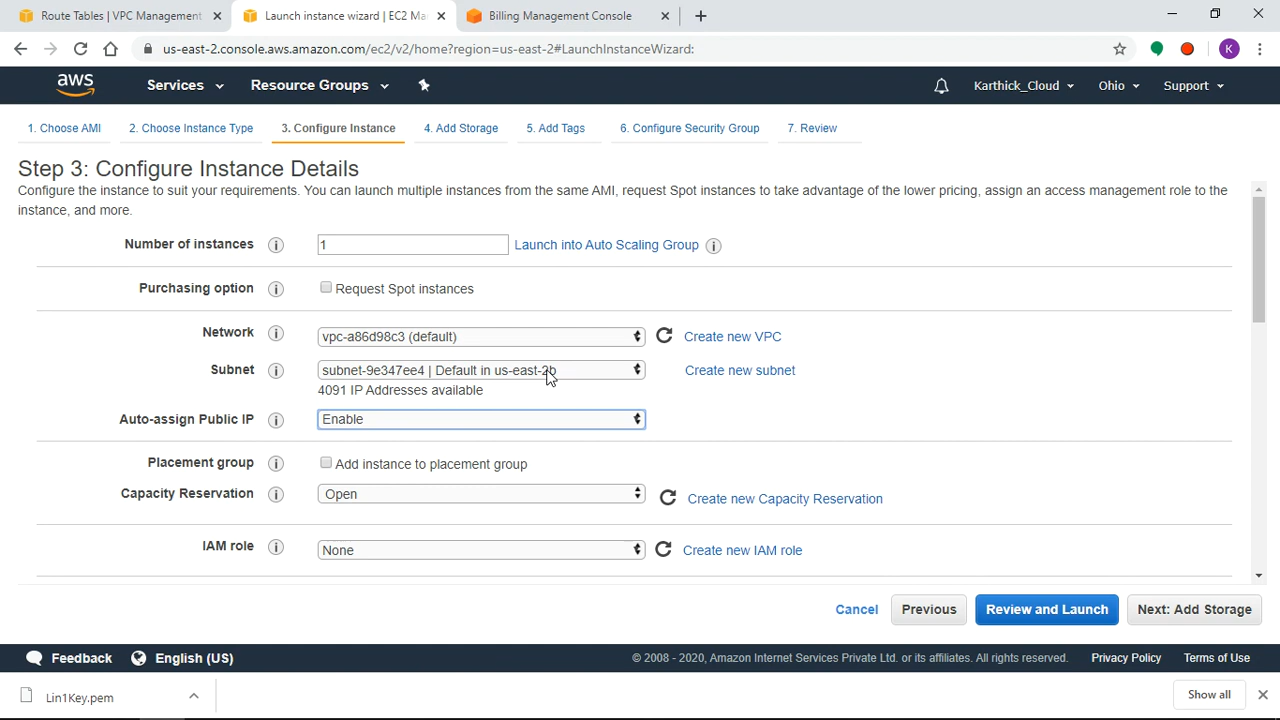 Route Tables | VPC Management
Launch instance wizard | EC2 Ma
Billing Management Console
us-east-2.console.aws.amazon.com/ec2/v2/home?region=us-east-2#LaunchInstanceWizard:
K
aws
Services
Resource Groups
Karthick_Cloud
Ohio
Support
1. Choose AMI
2. Choose Instance Type
3. Configure Instance
4. Add Storage
5. Add Tags
6. Configure Security Group
7. Review
Step 3: Configure Instance Details
Configure the instance to suit your requirements. You can launch multiple instances from the same AMI, request Spot instances to take advantage of the lower pricing, assign an access management role to the
instance, and more.
Number of instances
1
Launch into Auto Scaling Group
Purchasing option
Request Spot instances
Network
vpc-a86d98c3 (default)
Create new VPC
Subnet
subnet-9e347ee4 | Default in us-east-2b
Create new subnet
4091 IP Addresses available
Auto-assign Public IP
Enable
Placement group
Add instance to placement group
Capacity Reservation
Open
Create new Capacity Reservation
IAM role
None
Create new IAM role
Cancel
Previous
Review and Launch
Next: Add Storage
Feedback
English (US)
© 2008 - 2020, Amazon Internet Services Private Ltd. or its affiliates. All rights reserved.
Privacy Policy
Terms of Use
Lin1Key.pem
Show all